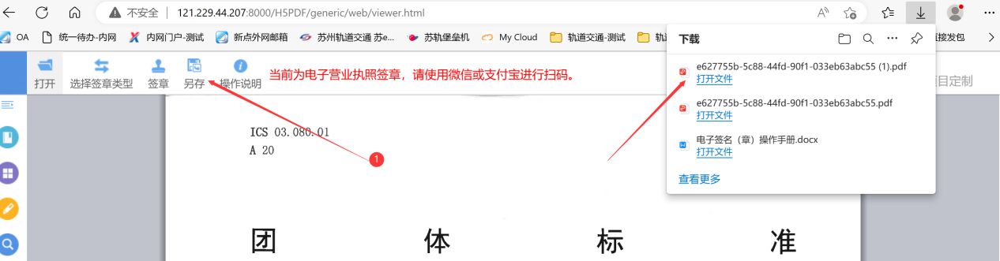 不安全 121.229.44.207:8000/H5PDF/generic/web/viewer.html
OA 统一待办-内网 内网门户-测试 新点外网邮箱 苏州轨道交通 苏e... 苏轨堡垒机 My Cloud 轨道交通-测试 直接发包
打开 选择签章类型 签章 另存 操作说明 当前为电子营业执照签章，请使用微信或支付宝进行扫码。
目定制
ICS 03.080.01
A 20
1
团 体 标 准
下载
e627755b-5c88-44fd-90f1-033eb63abc55 (1).pdf
打开文件
e627755b-5c88-44fd-90f1-033eb63abc55.pdf
打开文件
电子签名（章）操作手册.docx
打开文件
查看更多